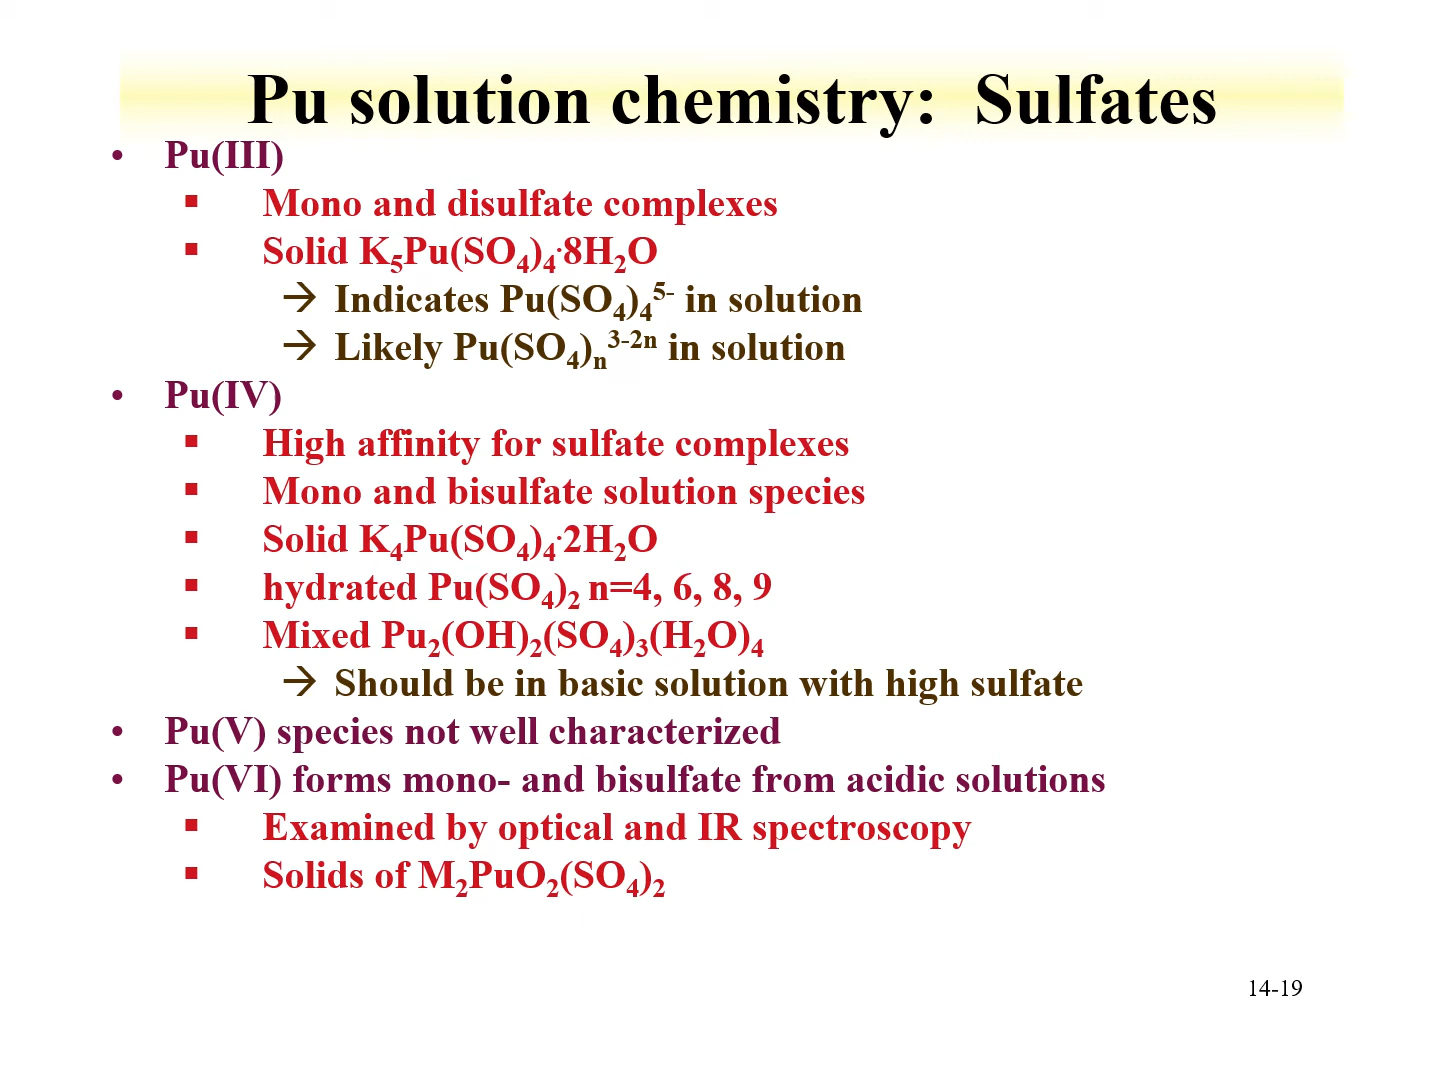 Pu solution chemistry:  Sulfates
• Pu(III)
▪ Mono and disulfate complexes
▪ Solid K₅Pu(SO₄)₄·8H₂O
→ Indicates Pu(SO₄)₄⁵⁻ in solution
→ Likely Pu(SO₄)ₙ³⁻²ⁿ in solution
• Pu(IV)
▪ High affinity for sulfate complexes
▪ Mono and bisulfate solution species
▪ Solid K₄Pu(SO₄)₄·2H₂O
▪ hydrated Pu(SO₄)₂ n=4, 6, 8, 9
▪ Mixed Pu₂(OH)₂(SO₄)₃(H₂O)₄
→ Should be in basic solution with high sulfate
• Pu(V) species not well characterized
• Pu(VI) forms mono- and bisulfate from acidic solutions
▪ Examined by optical and IR spectroscopy
▪ Solids of M₂PuO₂(SO₄)₂
14-19